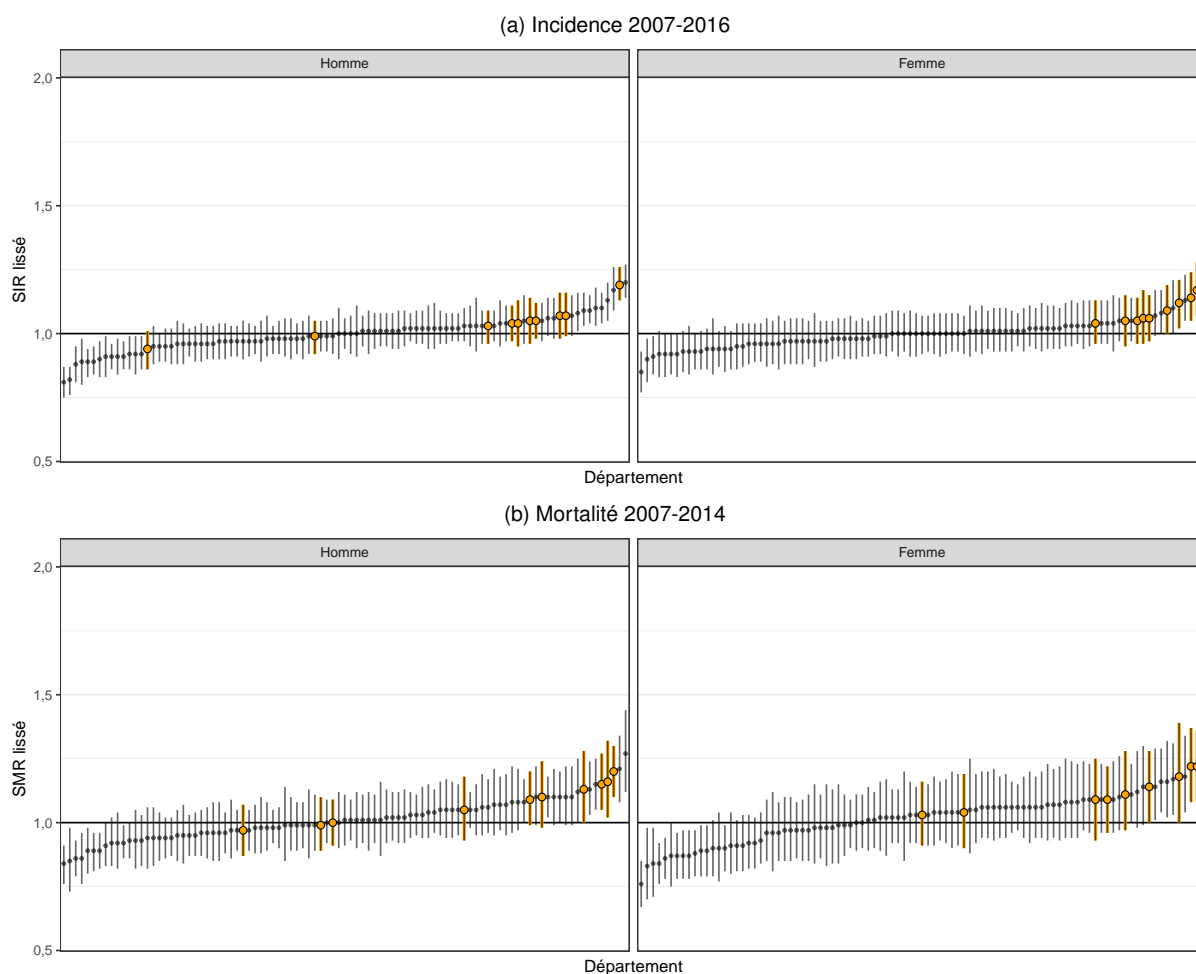 (a) Incidence 2007-2016
Homme
Femme
2,0
1,5
1,0
0,5
SIR lissé
Département
(b) Mortalité 2007-2014
Homme
Femme
2,0
1,5
1,0
0,5
SMR lissé
Département